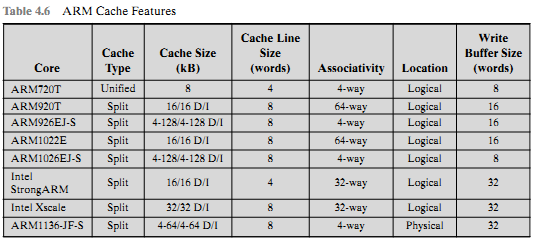 Table 4.6 ARM Cache Features
Core Cache Type Cache Size (kB) Cache Line Size (words) Associativity Location Write Buffer Size (words)
ARM720T Unified 8 4 4-way Logical 8
ARM920T Split 16/16 D/I 8 64-way Logical 16
ARM926EJ-S Split 4-128/4-128 D/I 8 4-way Logical 16
ARM1022E Split 16/16 D/I 8 64-way Logical 16
ARM1026EJ-S Split 4-128/4-128 D/I 8 4-way Logical 8
Intel StrongARM Split 16/16 D/I 4 32-way Logical 32
Intel Xscale Split 32/32 D/I 8 32-way Logical 32
ARM1136-JF-S Split 4-64/4-64 D/I 8 4-way Physical 32